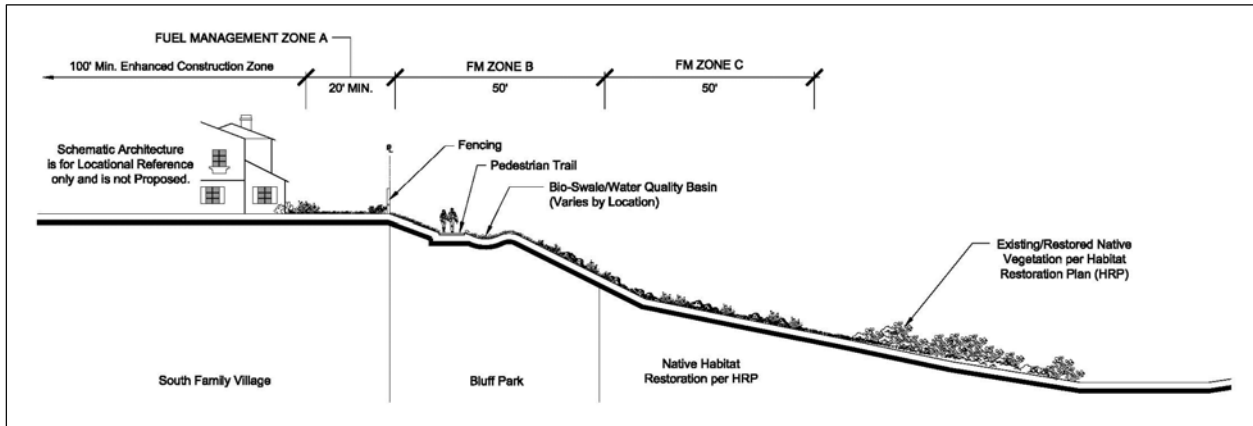 FUEL MANAGEMENT ZONE A
100' Min. Enhanced Construction Zone
20' MIN.
FM ZONE B
50'
FM ZONE C
50'
Schematic Architecture
is for Locational Reference
only and is not Proposed.
Fencing
Pedestrian Trail
Bio-Swale/Water Quality Basin
(Varies by Location)
Existing/Restored Native
Vegetation per Habitat
Restoration Plan (HRP)
South Family Village
Bluff Park
Native Habitat
Restoration per HRP